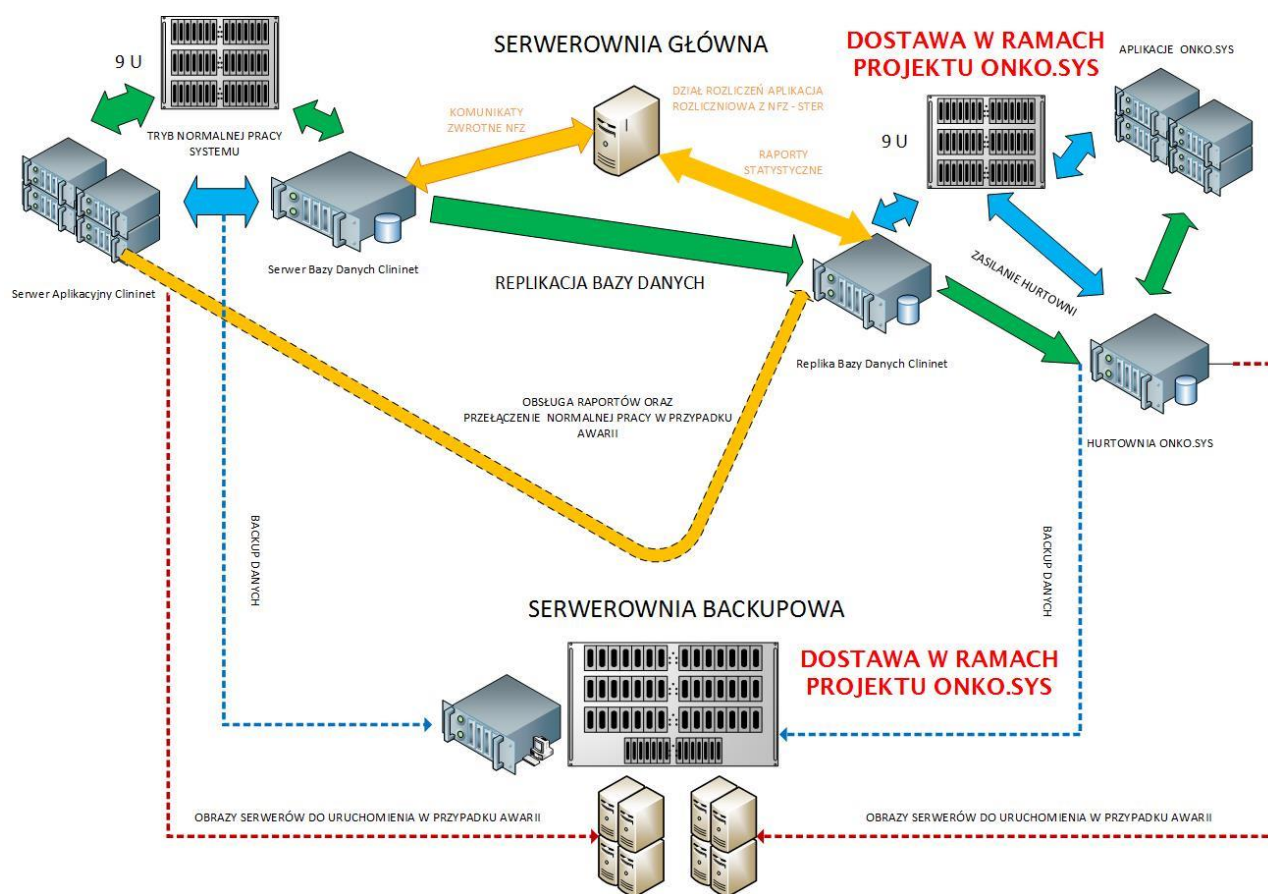 SERWEROWNIA GŁÓWNA
DOSTAWA W RAMACH
PROJEKTU ONKO.SYS
APLIKACJE ONKO.SYS
9 U
TRYB NORMALNEJ PRACY
SYSTEMU
KOMUNIKATY
ZWROTNE NFZ
DZIAŁ ROZLICZEŃ APLIKACJA
ROZLICZNIOWA Z NFZ - STER
RAPORTY
STATYSTYCZNE
9 U
Serwer Aplikacyjny Clininet
Serwer Bazy Danych Clininet
REPLIKACJA BAZY DANYCH
ZASILANIE HURTOWNI
Replika Bazy Danych Clininet
HURTOWNIA ONKO.SYS
OBSŁUGA RAPORTÓW ORAZ
PRZEŁĄCZENIE NORMALNEJ PRACY W PRZYPADKU
AWARII
BACKUP DANYCH
BACKUP DANYCH
SERWEROWNIA BACKUPOWA
DOSTAWA W RAMACH
PROJEKTU ONKO.SYS
OBRAZY SERWERÓW DO URUCHOMIENIA W PRZYPADKU AWARII
OBRAZY SERWERÓW DO URUCHOMIENIA W PRZYPADKU AWARII